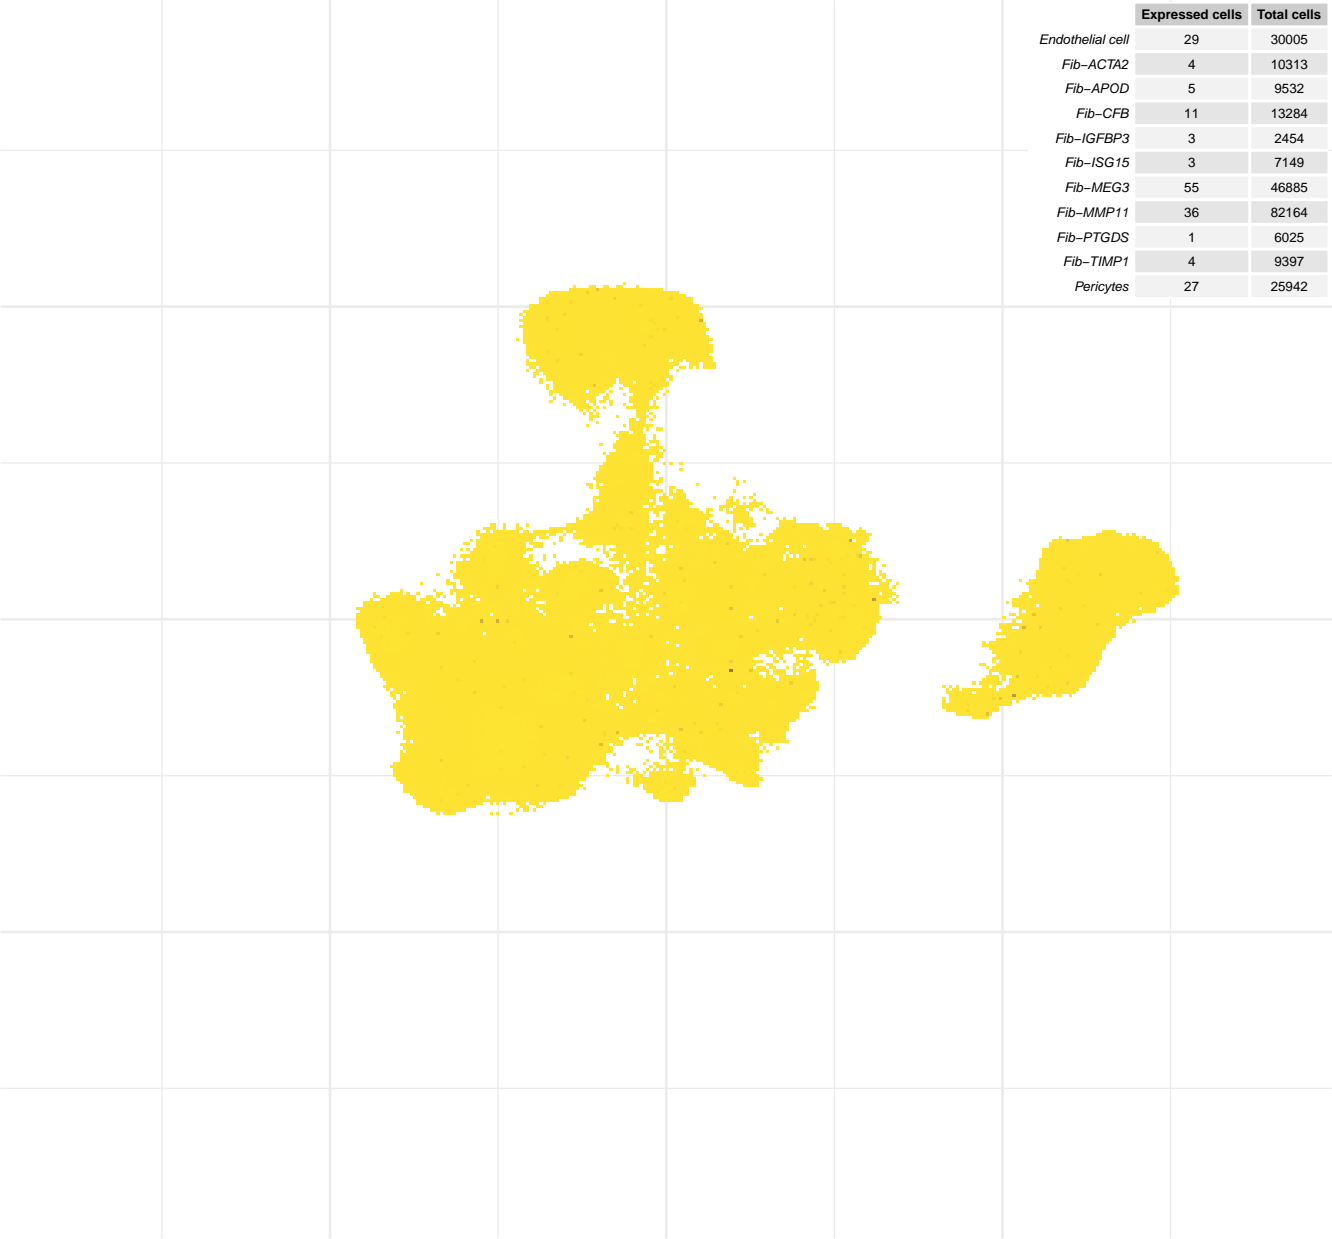 Expressed cells Total cells
Endothelial cell 29 30005
Fib−ACTA2 4 10313
Fib−APOD 5 9532
Fib−CFB 11 13284
Fib−IGFBP3 3 2454
Fib−ISG15 3 7149
Fib−MEG3 55 46885
Fib−MMP11 36 82164
Fib−PTGDS 1 6025
Fib−TIMP1 4 9397
Pericytes 27 25942